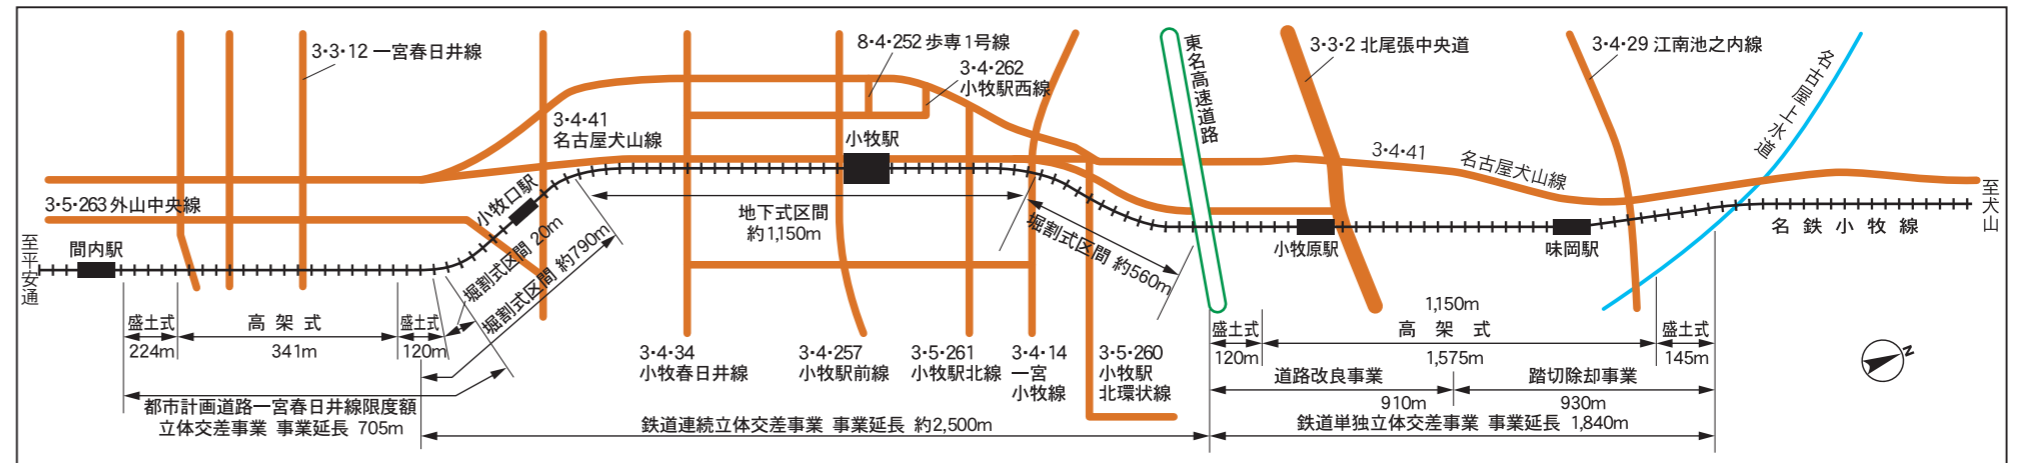 3・3・12 一宮春日井線
8・4・252 歩専1号線
3・4・262
小牧駅西線
東名高速道路
3・3・2 北尾張中央道
3・4・29 江南池之内線
名古屋上水道
3・4・41
名古屋犬山線
小牧駅
3・4・41 名古屋犬山線
3・5・263 外山中央線
小牧口駅
至平安通
間内駅
地下式区間
約1,150m
掘割式区間 20m
掘割式区間 約790m
掘割式区間 約560m
小牧原駅
味岡駅
名鉄小牧線
至犬山
盛土式
224m
高架式
341m
盛土式
120m
1,150m
盛土式
120m
高架式
1,575m
盛土式
145m
N
3・4・34
小牧春日井線
3・4・257
小牧駅前線
3・5・261
小牧駅北線
3・4・14
一宮
小牧線
3・5・260
小牧駅
北環状線
道路改良事業
910m
踏切除却事業
930m
都市計画道路一宮春日井線限度額
立体交差事業 事業延長 705m
鉄道連続立体交差事業 事業延長 約2,500m
鉄道単独立体交差事業 事業延長 1,840m